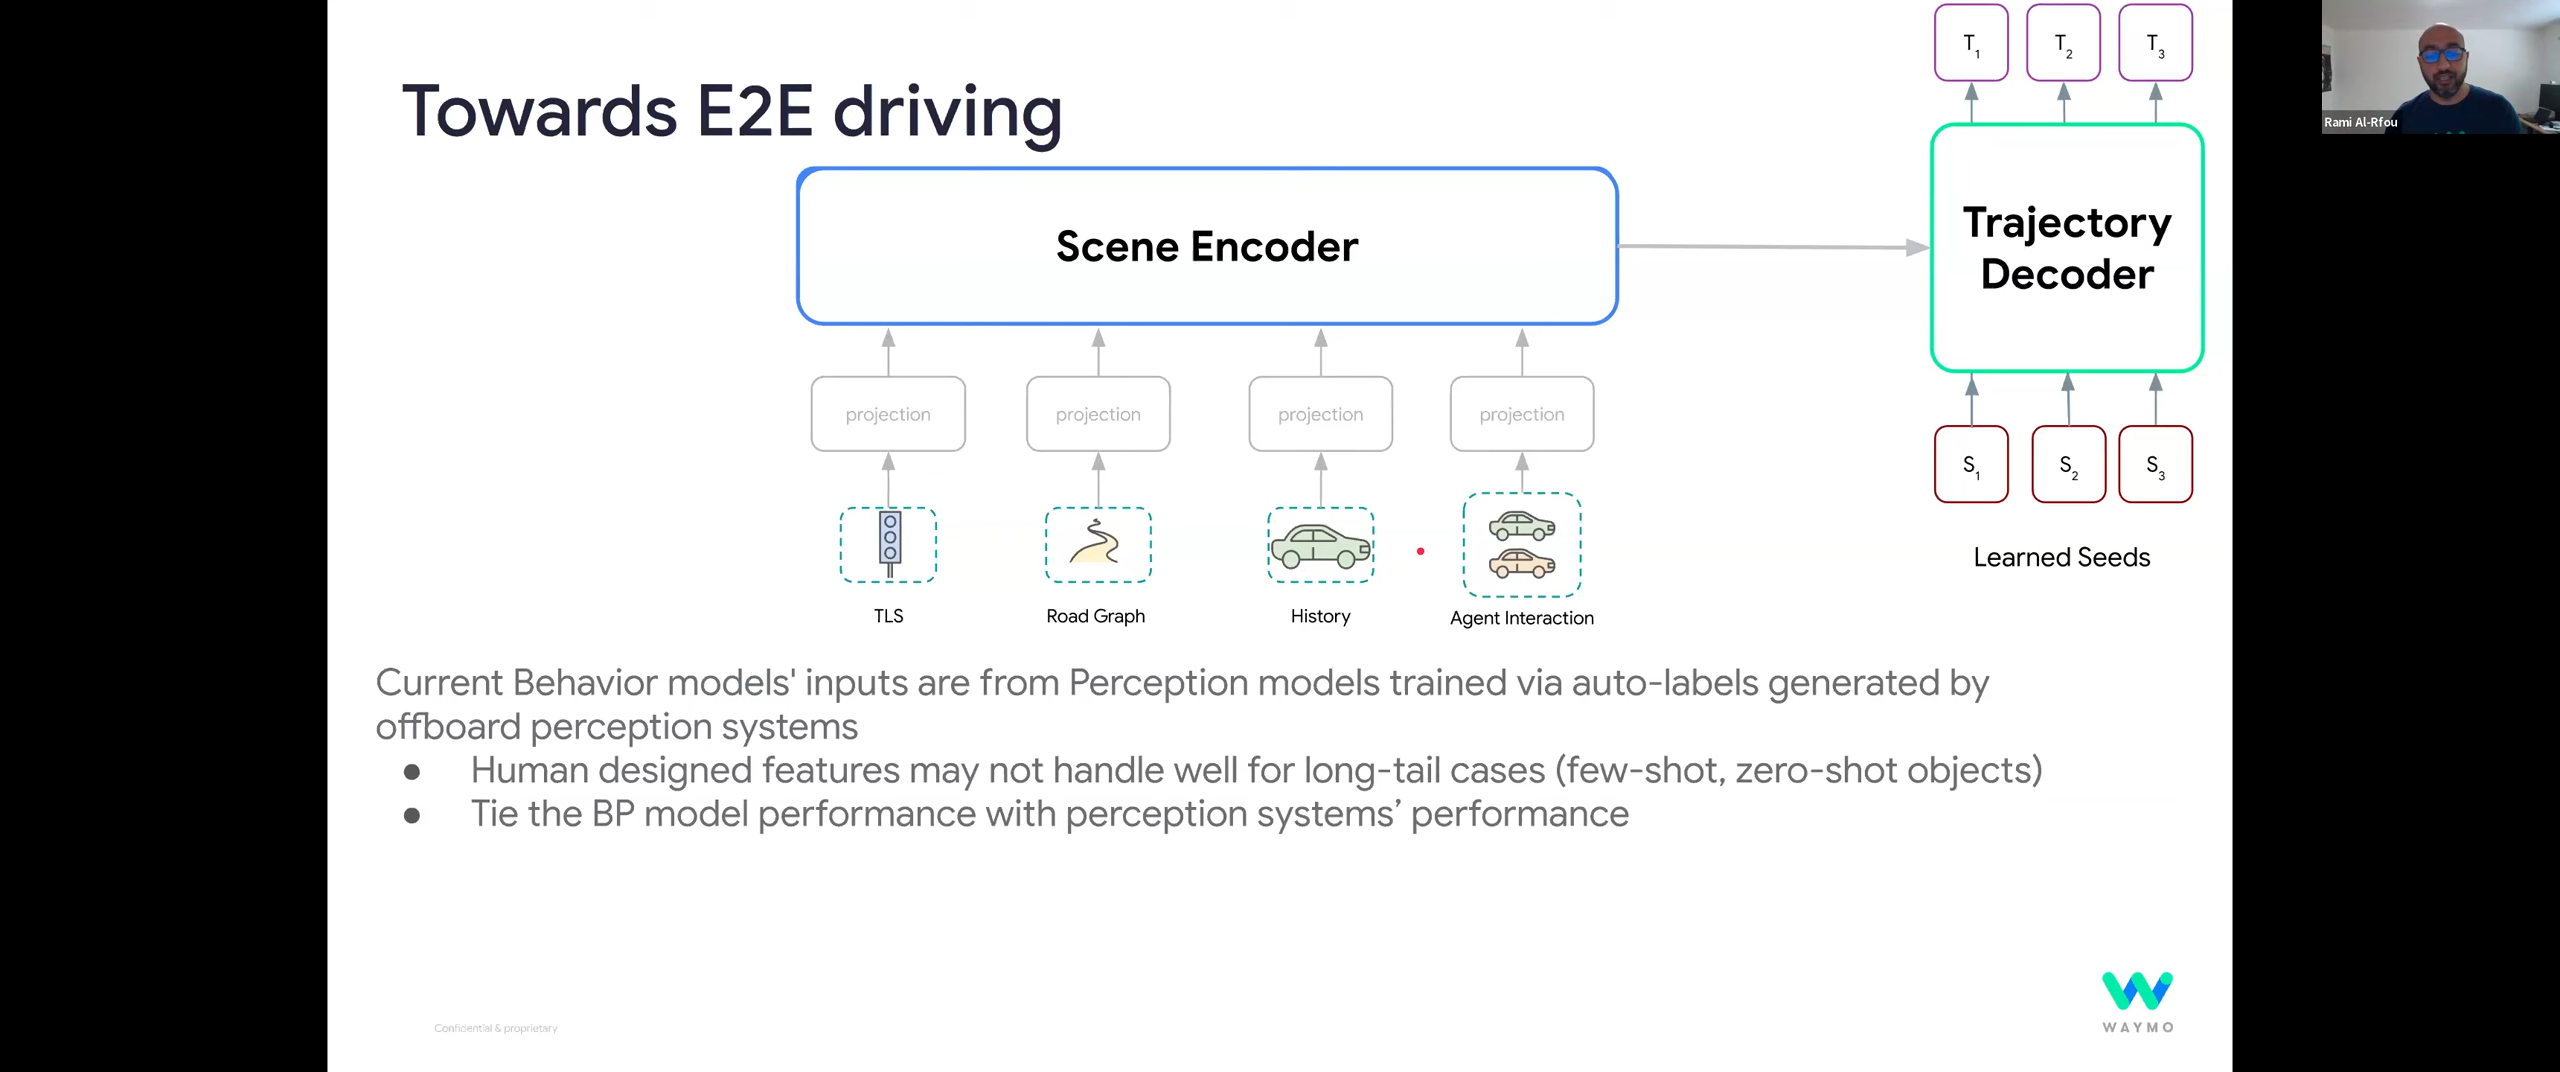 Towards E2E driving
T1
T2
T3
Rami Al-Rfou
Scene Encoder
Trajectory
Decoder
projection
projection
projection
projection
S1
S2
S3
Learned Seeds
TLS
Road Graph
History
Agent Interaction
Current Behavior models' inputs are from Perception models trained via auto-labels generated by
offboard perception systems
● Human designed features may not handle well for long-tail cases (few-shot, zero-shot objects)
● Tie the BP model performance with perception systems’ performance
Confidential & proprietary
WAYMO